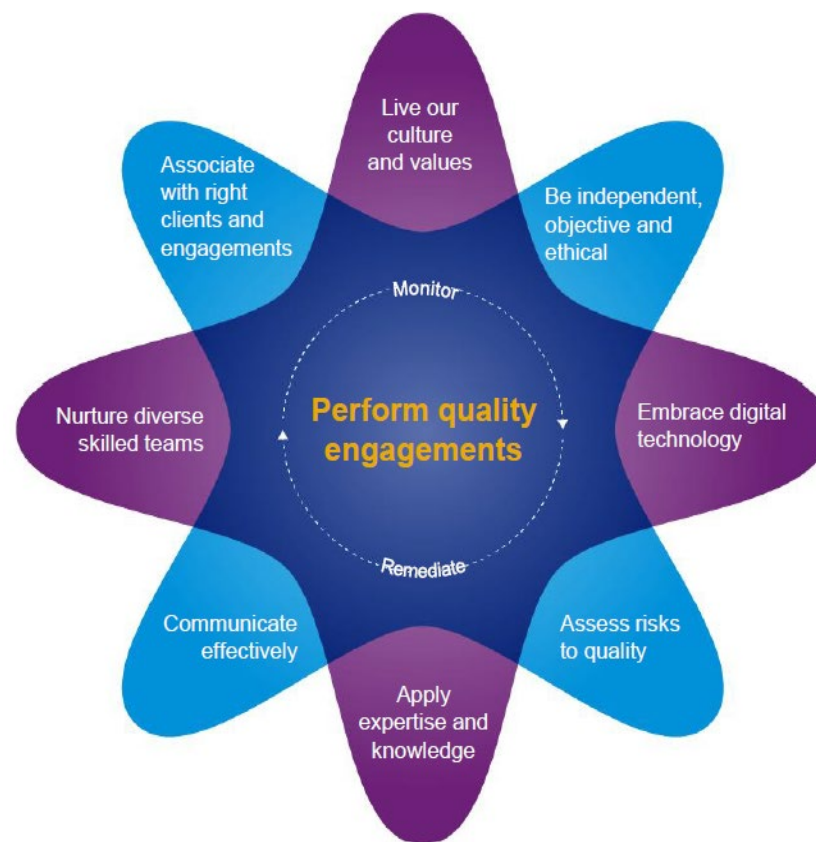 Live our
culture
and values
Associate
with right
clients and
engagements
Be independent,
objective and
ethical
Monitor
Perform quality
engagements
Nurture diverse
skilled teams
Embrace digital
technology
Remediate
Communicate
effectively
Assess risks
to quality
Apply
expertise and
knowledge